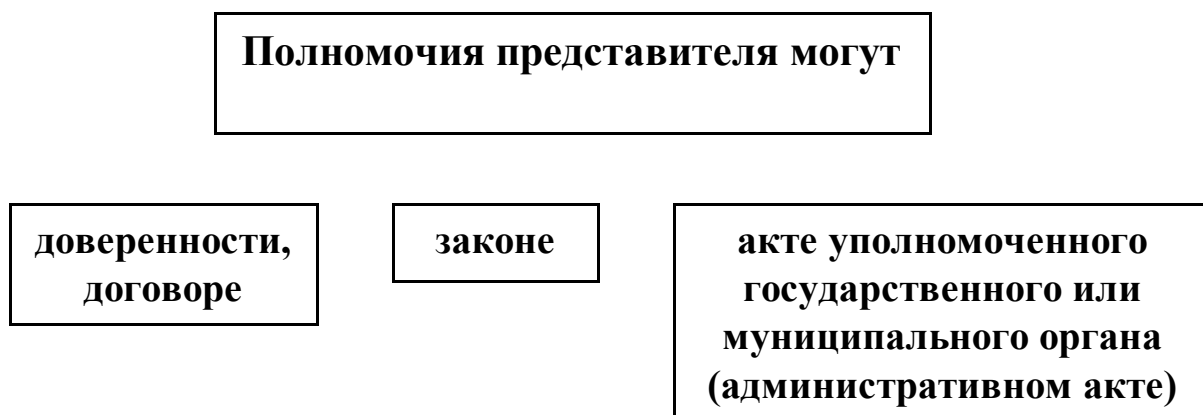 Полномочия представителя могут
доверенности,
договоре
законе
акте уполномоченного
государственного или
муниципального органа
(административном акте)